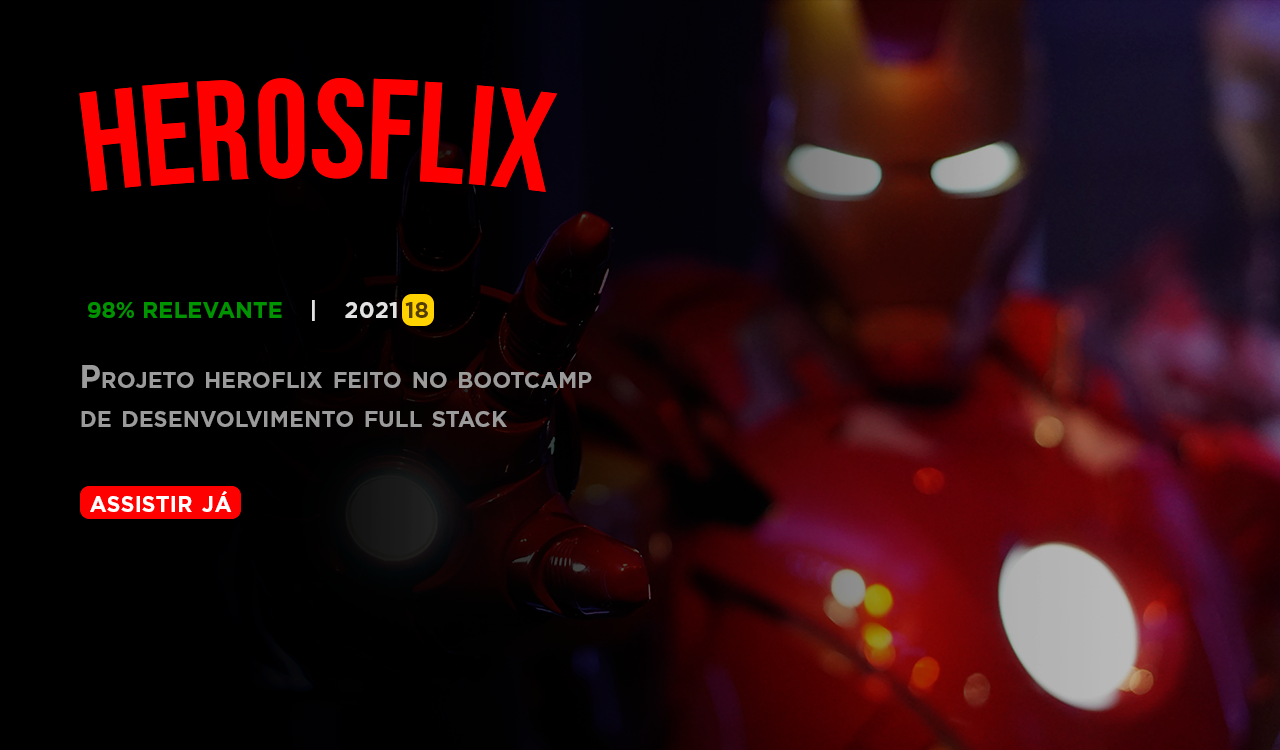 HEROSFLIX
98% RELEVANTE | 2021 18
Projeto heroflix feito no bootcamp
de desenvolvimento full stack
ASSISTIR JÁ